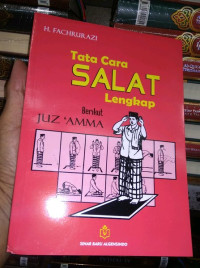 H. FACHRURAZI
Tata Cara
SALAT
Lengkap
Berikut
JUZ 'AMMA
SINAR BARU ALGENSINDO